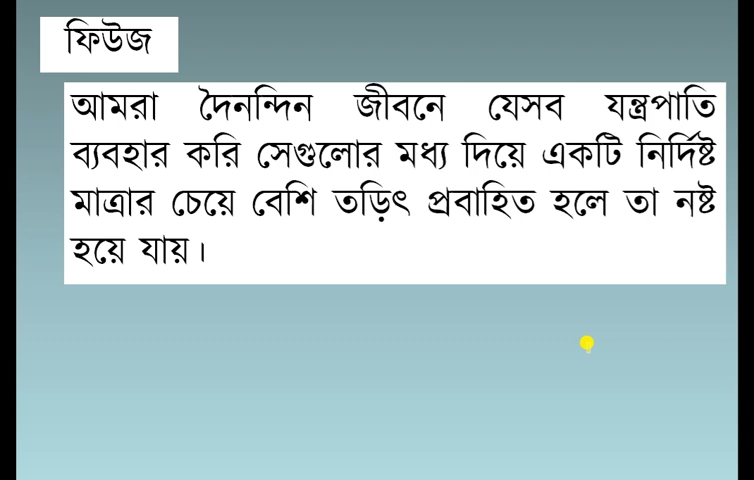 ফিউজ
আমরা দৈনন্দিন জীবনে যেসব যন্ত্রপাতি
ব্যবহার করি সেগুলোর মধ্য দিয়ে একটি নির্দিষ্ট
মাত্রার চেয়ে বেশি তড়িৎ প্রবাহিত হলে তা নষ্ট
হয়ে যায়।